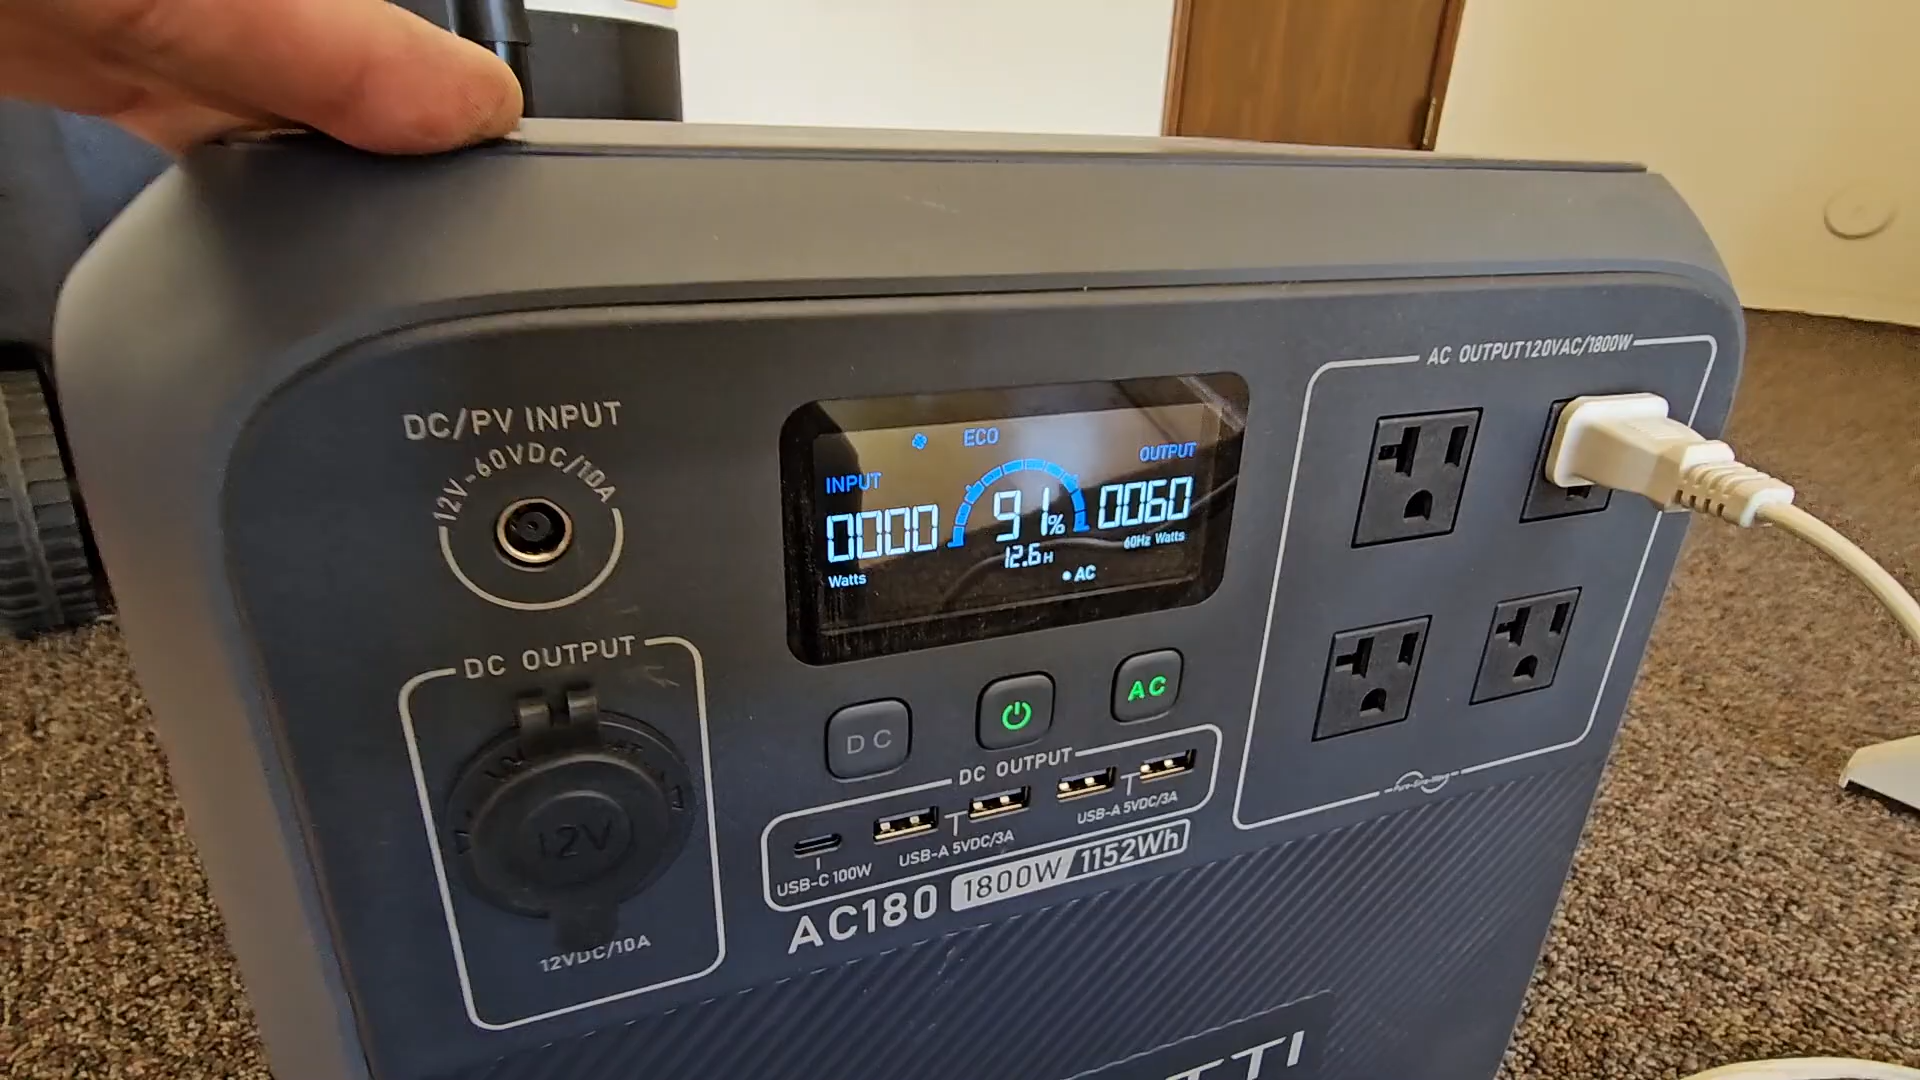 DC/PV INPUT
12V-60VDC/10A
ECO
INPUT
OUTPUT
0000
91%
0060
Watts
12.6H
60Hz Watts
AC
AC OUTPUT120VAC/1800W
DC OUTPUT
12V
12VDC/10A
DC
AC
DC OUTPUT
USB-C 100W
USB-A 5VDC/3A
USB-A 5VDC/3A
AC180 1800W/1152Wh